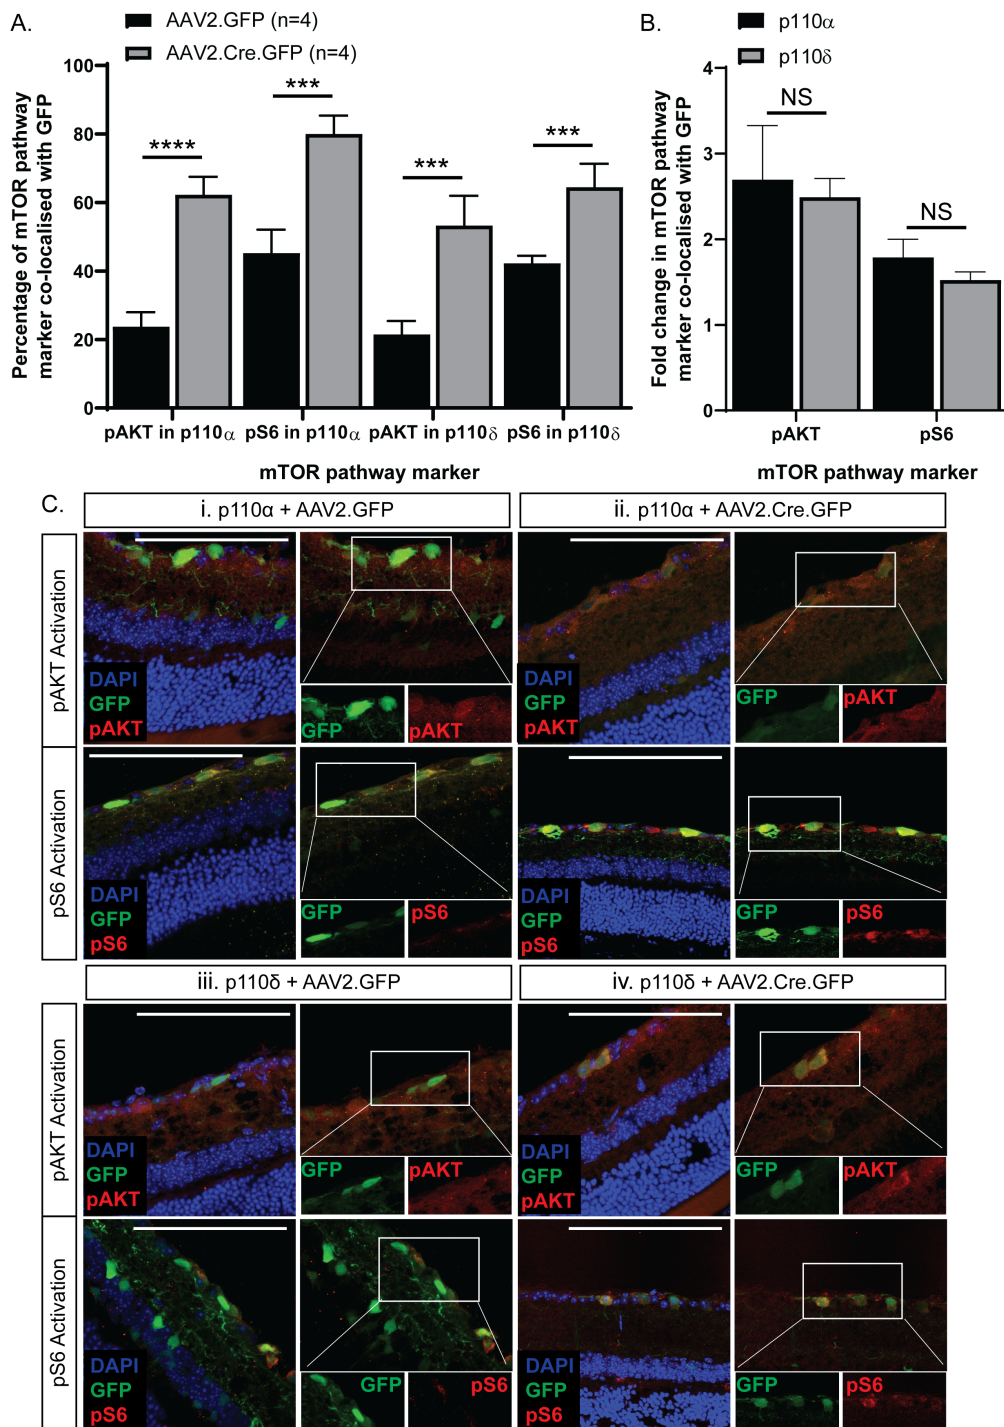 A.
AAV2.GFP (n=4)
AAV2.Cre.GFP (n=4)
Percentage of mTOR pathway
marker co-localised with GFP
100
80
60
40
20
0
****
***
***
***
pAKT in p110α
pS6 in p110α
pAKT in p110δ
pS6 in p110δ
mTOR pathway marker
B.
p110α
p110δ
Fold change in mTOR pathway
marker co-localised with GFP
4
3
2
1
0
NS
NS
pAKT
pS6
mTOR pathway marker
C.
i. p110α + AAV2.GFP
ii. p110α + AAV2.Cre.GFP
pAKT Activation
DAPI
GFP
pAKT
GFP
pAKT
DAPI
GFP
pAKT
GFP
pAKT
pS6 Activation
DAPI
GFP
pS6
GFP
pS6
DAPI
GFP
pS6
GFP
pS6
iii. p110δ + AAV2.GFP
iv. p110δ + AAV2.Cre.GFP
pAKT Activation
DAPI
GFP
pAKT
GFP
pAKT
DAPI
GFP
pAKT
GFP
pAKT
pS6 Activation
DAPI
GFP
pS6
GFP
pS6
DAPI
GFP
pS6
GFP
pS6